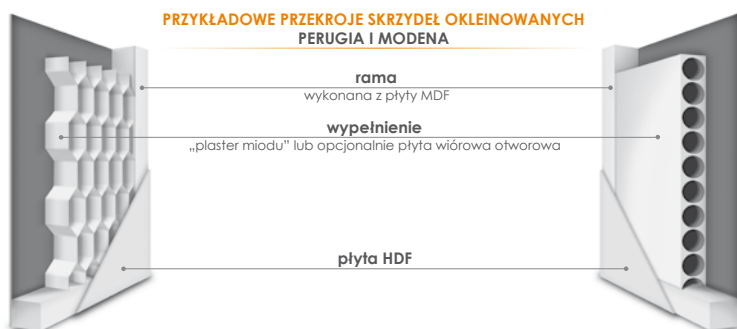 PRZYKŁADOWE PRZEKROJE SKRZYDEŁ OKLEINOWANYCH
PERUGIA I MODENA
rama
wykonana z płyty MDF
wypełnienie
„plaster miodu” lub opcjonalnie płyta wiórowa otworowa
płyta HDF